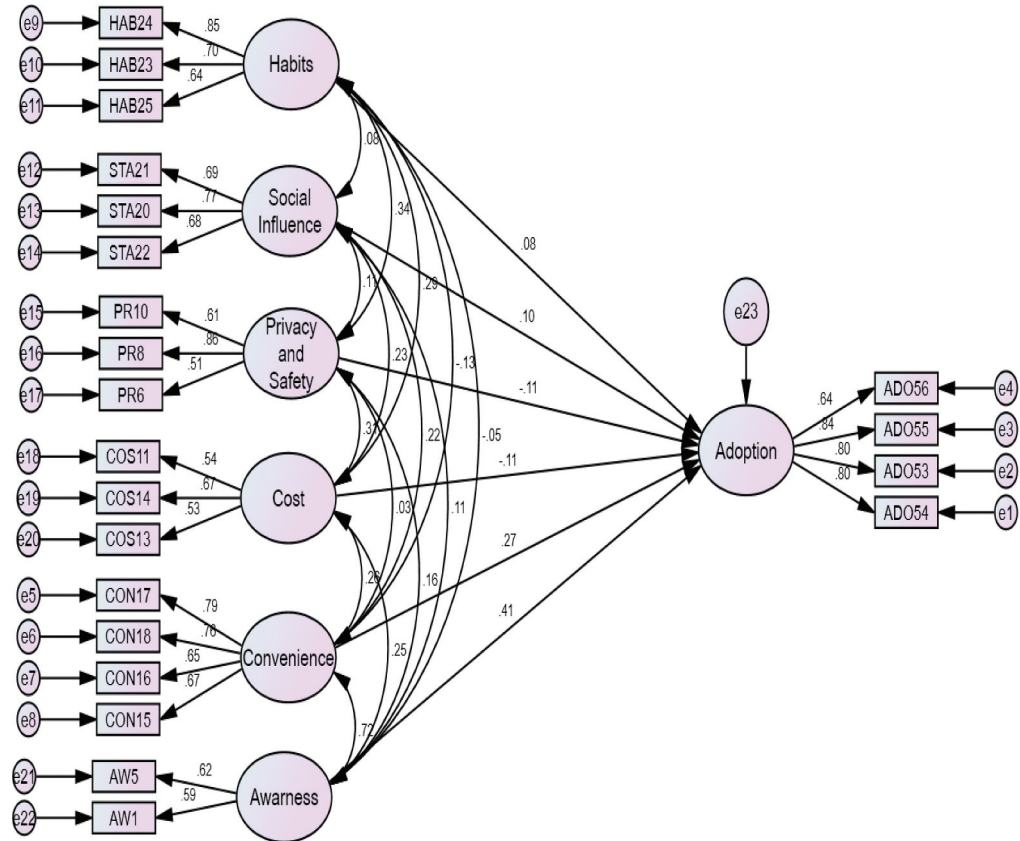 e9
HAB24
.85
e10
HAB23
.70
e11
HAB25
.64
Habits
.08
e12
STA21
.69
e13
STA20
.77
e14
STA22
.68
Social
Influence
.34
.08
e15
PR10
.61
e16
PR8
.86
e17
PR6
.51
Privacy
and
Safety
.11
.29
.10
.23
-.13
-.11
e23
e18
COS11
.54
e19
COS14
.67
e20
COS13
.53
Cost
.31
.22
-.05
-.11
.03
.11
Adoption
.64
ADO56
e4
.84
ADO55
e3
.80
ADO53
e2
.80
ADO54
e1
e5
CON17
.79
e6
CON18
.76
e7
CON16
.65
e8
CON15
.67
Convenience
.26
.16
.27
.25
.41
.72
e21
AW5
.62
e22
AW1
.59
Awarness